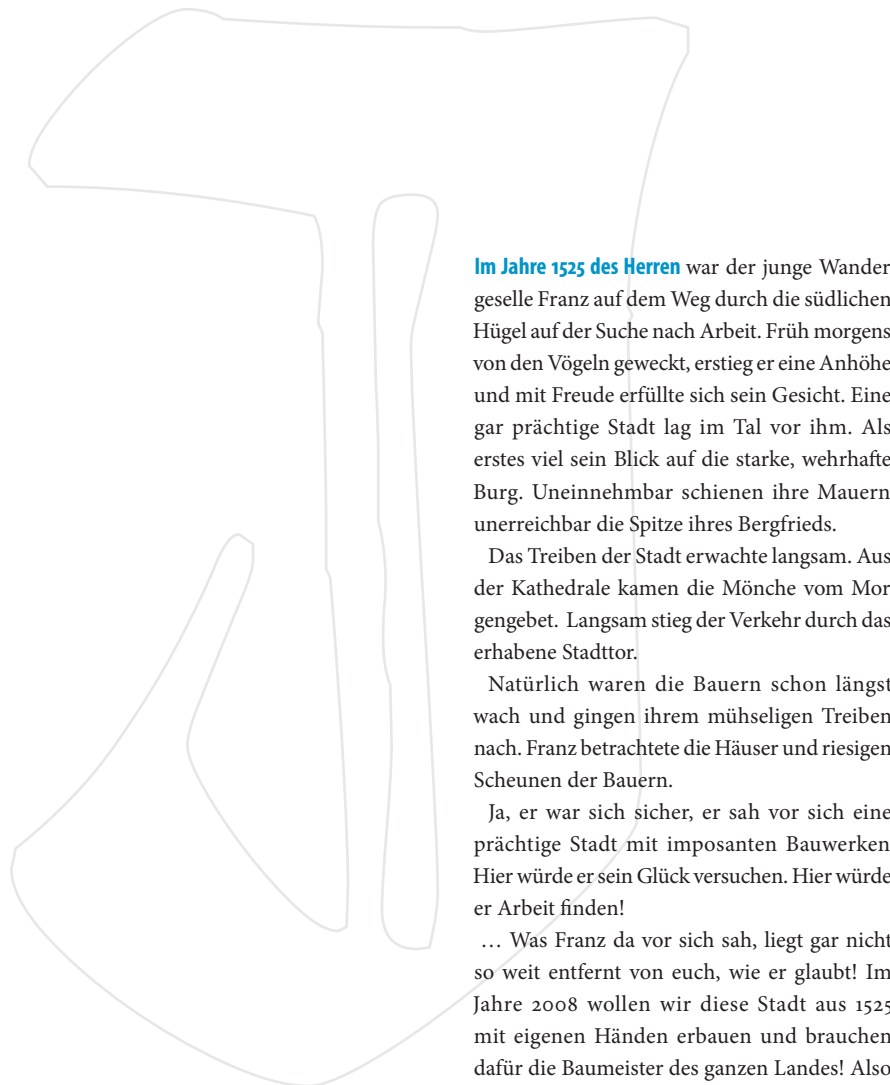 Im Jahre 1525 des Herren war der junge Wander
geselle Franz auf dem Weg durch die südlichen
Hügel auf der Suche nach Arbeit. Früh morgens
von den Vögeln geweckt, erstieg er eine Anhöhe
und mit Freude erfüllte sich sein Gesicht. Eine
gar prächtige Stadt lag im Tal vor ihm. Als
erstes viel sein Blick auf die starke, wehrhafte
Burg. Uneinnehmbar schienen ihre Mauern
unerreichbar die Spitze ihres Bergfrieds.
Das Treiben der Stadt erwachte langsam. Aus
der Kathedrale kamen die Mönche vom Mor
gengebet. Langsam stieg der Verkehr durch das
erhabene Stadttor.
Natürlich waren die Bauern schon längst
wach und gingen ihrem mühseligen Treiben
nach. Franz betrachtete die Häuser und riesigen
Scheunen der Bauern.
Ja, er war sich sicher, er sah vor sich eine
prächtige Stadt mit imposanten Bauwerken
Hier würde er sein Glück versuchen. Hier würde
er Arbeit finden!
… Was Franz da vor sich sah, liegt gar nicht
so weit entfernt von euch, wie er glaubt! Im
Jahre 2008 wollen wir diese Stadt aus 1525
mit eigenen Händen erbauen und brauchen
dafür die Baumeister des ganzen Landes! Also